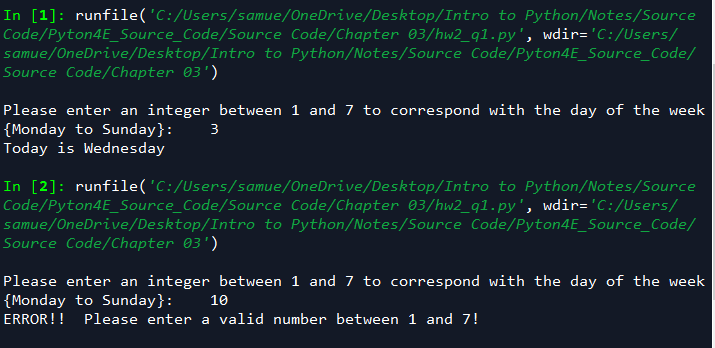 In [1]: runfile('C:/Users/samue/OneDrive/Desktop/Intro to Python/Notes/Source
Code/Pyton4E_Source_Code/Source Code/Chapter 03/hw2_q1.py', wdir='C:/Users/
samue/OneDrive/Desktop/Intro to Python/Notes/Source Code/Pyton4E_Source_Code/
Source Code/Chapter 03')
Please enter an integer between 1 and 7 to correspond with the day of the week
{Monday to Sunday}:    3
Today is Wednesday
In [2]: runfile('C:/Users/samue/OneDrive/Desktop/Intro to Python/Notes/Source
Code/Pyton4E_Source_Code/Source Code/Chapter 03/hw2_q1.py', wdir='C:/Users/
samue/OneDrive/Desktop/Intro to Python/Notes/Source Code/Pyton4E_Source_Code/
Source Code/Chapter 03')
Please enter an integer between 1 and 7 to correspond with the day of the week
{Monday to Sunday}:    10
ERROR!!  Please enter a valid number between 1 and 7!